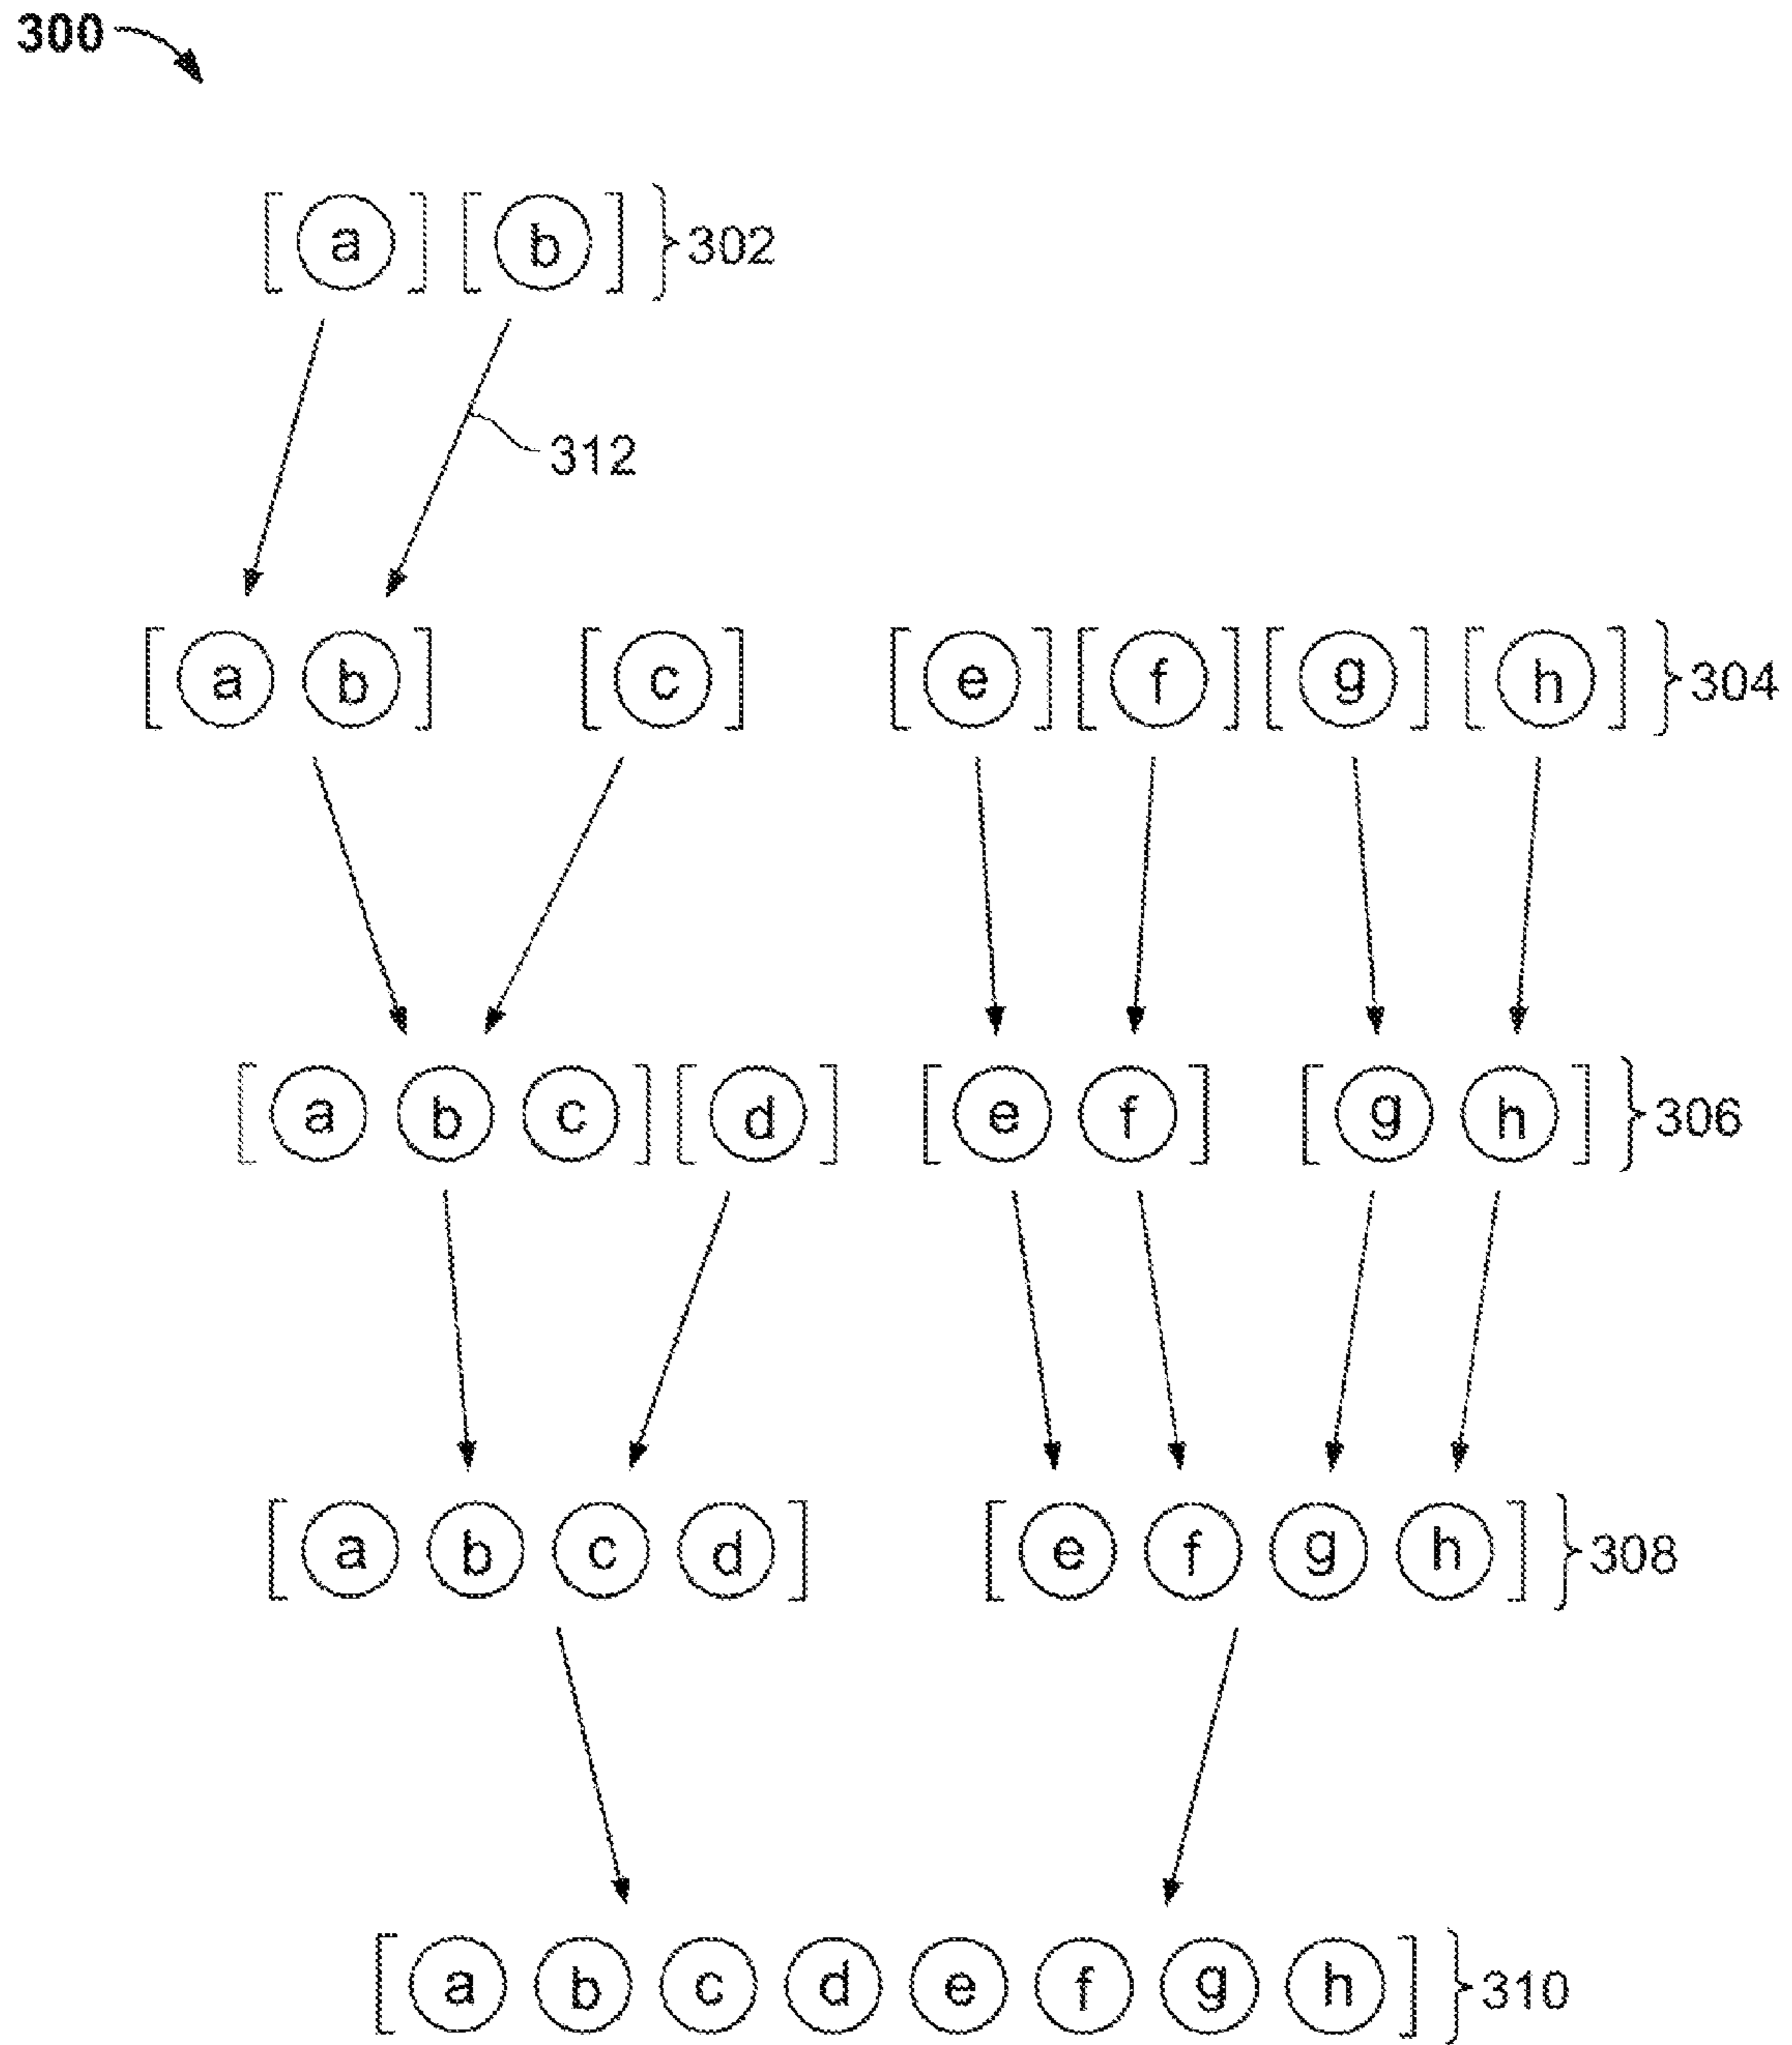 300
[ a ] [ b ] } 302
312
[ a b ] [ c ] [ e ] [ f ] [ g ] [ h ] } 304
[ a b c ] [ d ] [ e f ] [ g h ] } 306
[ a b c d ] [ e f g h ] } 308
[ a b c d e f g h ] } 310